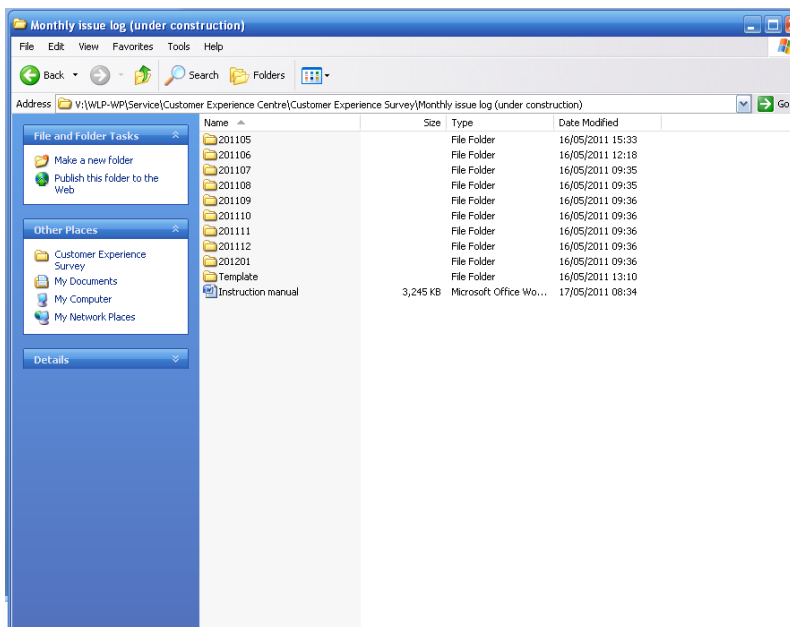 Monthly issue log (under construction)
File Edit View Favorites Tools Help
Back Search Folders
Address V:\WLP-WP\Service\Customer Experience Centre\Customer Experience Survey\Monthly issue log (under construction) Go
File and Folder Tasks
Make a new folder
Publish this folder to the
Web
Other Places
Customer Experience
Survey
My Documents
My Computer
My Network Places
Details
Name Size Type Date Modified
201105 File Folder 16/05/2011 15:33
201106 File Folder 16/05/2011 12:18
201107 File Folder 16/05/2011 09:35
201108 File Folder 16/05/2011 09:35
201109 File Folder 16/05/2011 09:36
201110 File Folder 16/05/2011 09:36
201111 File Folder 16/05/2011 09:36
201112 File Folder 16/05/2011 09:36
201201 File Folder 16/05/2011 09:36
Template File Folder 16/05/2011 13:10
Instruction manual 3,245 KB Microsoft Office Wo... 17/05/2011 08:34